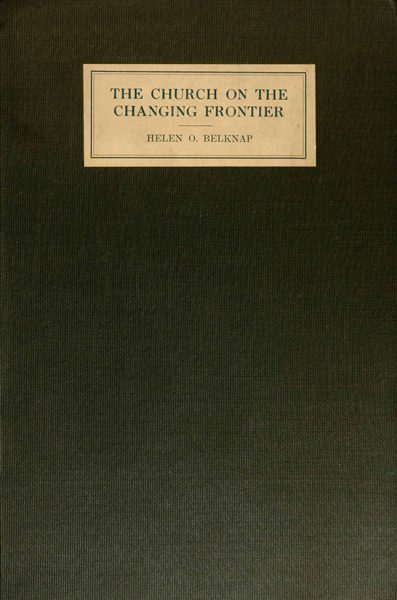 THE CHURCH ON THE
CHANGING FRONTIER
HELEN O. BELKNAP